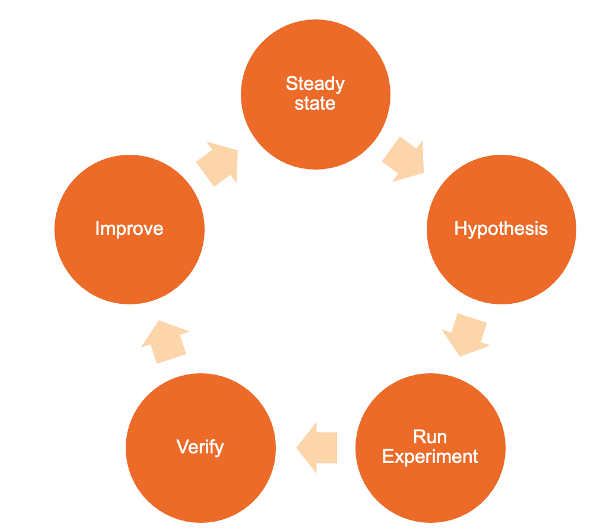 Steady
state
Hypothesis
Run
Experiment
Verify
Improve